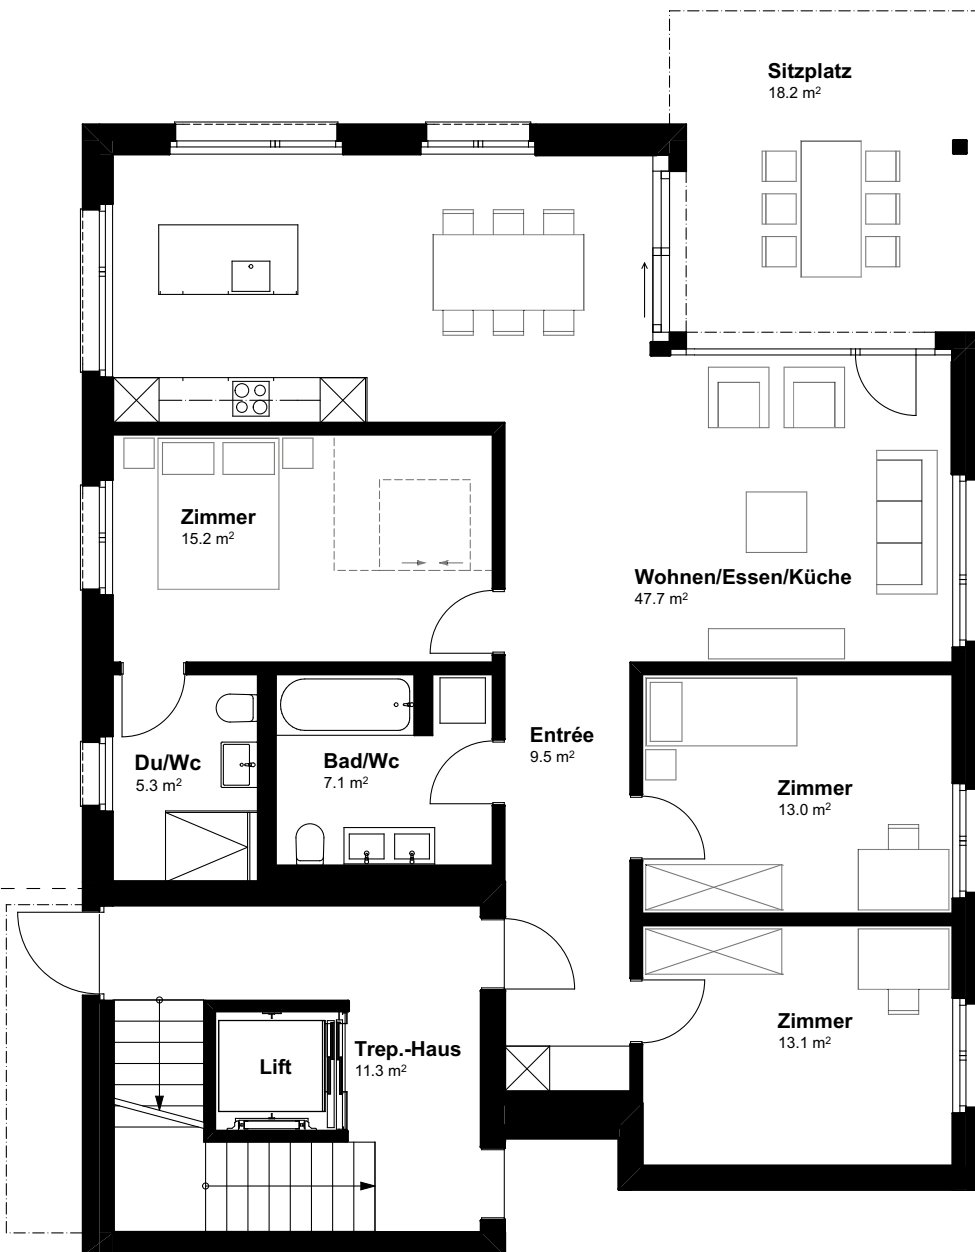 Sitzplatz
18.2 m²
Zimmer
15.2 m²
Wohnen/Essen/Küche
47.7 m²
Du/Wc
5.3 m²
Bad/Wc
7.1 m²
Entrée
9.5 m²
Zimmer
13.0 m²
Zimmer
13.1 m²
Lift
Trep.-Haus
11.3 m²